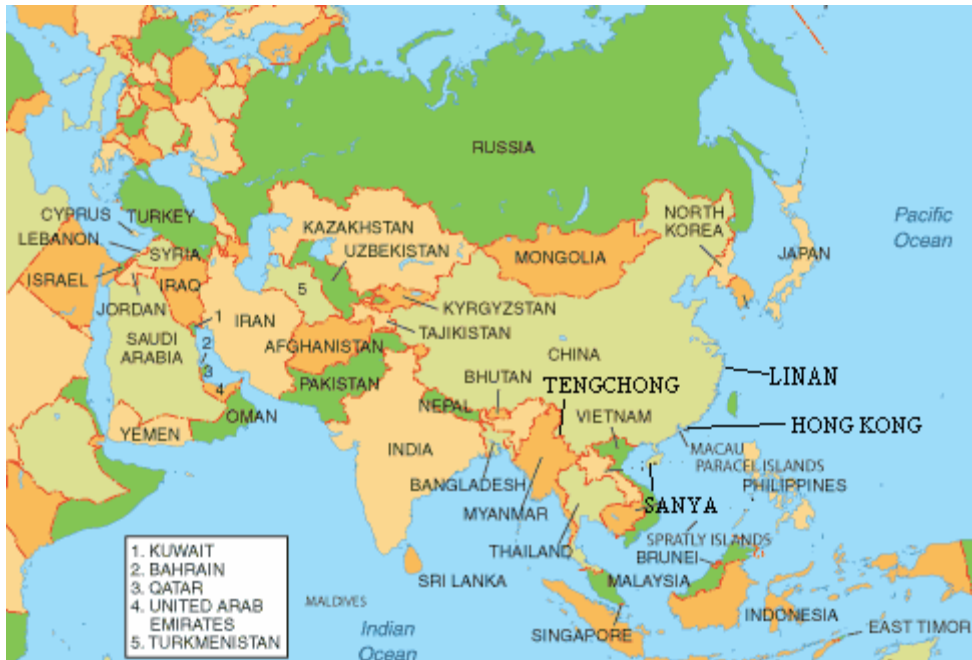 RUSSIA
NORTH
KOREA
Pacific
Ocean
CYPRUS
TURKEY
KAZAKHSTAN
LEBANON
SYRIA
UZBEKISTAN
MONGOLIA
JAPAN
ISRAEL
IRAQ
5
JORDAN
1
IRAN
KYRGYZSTAN
SAUDI
ARABIA
2
TAJIKISTAN
AFGHANISTAN
CHINA
3
BHUTAN
TENGCHONG
LINAN
4
PAKISTAN
NEPAL
VIETNAM
OMAN
HONG KONG
YEMEN
INDIA
MACAU
PARACEL ISLANDS
BANGLADESH
PHILIPPINES
SANYA
MYANMAR
SPRATLY ISLANDS
THAILAND
BRUNEI
1. KUWAIT
2. BAHRAIN
3. QATAR
4. UNITED ARAB
EMIRATES
5. TURKMENISTAN
SRI LANKA
MALAYSIA
MALDIVES
INDONESIA
Indian
Ocean
SINGAPORE
EAST TIMOR